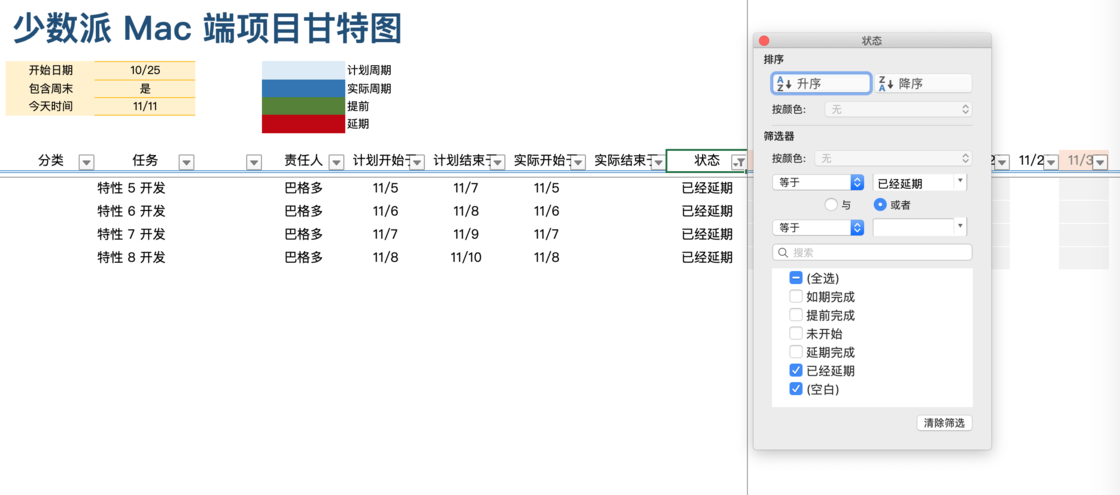 少数派 Mac 端项目甘特图
开始日期 10/25
包含周末 是
今天时间 11/11
计划周期
实际周期
提前
延期
分类 任务 责任人 计划开始 计划结束 实际开始 实际结束 状态
特性 5 开发 巴格多 11/5 11/7 11/5 已经延期
特性 6 开发 巴格多 11/6 11/8 11/6 已经延期
特性 7 开发 巴格多 11/7 11/9 11/7 已经延期
特性 8 开发 巴格多 11/8 11/10 11/8 已经延期
状态
排序
A Z 升序 Z A 降序
按颜色: 无
筛选器
按颜色: 无
等于 已经延期
与 或者
等于
搜索
(全选)
如期完成
提前完成
未开始
延期完成
已经延期
(空白)
清除筛选
2 11/2 11/3